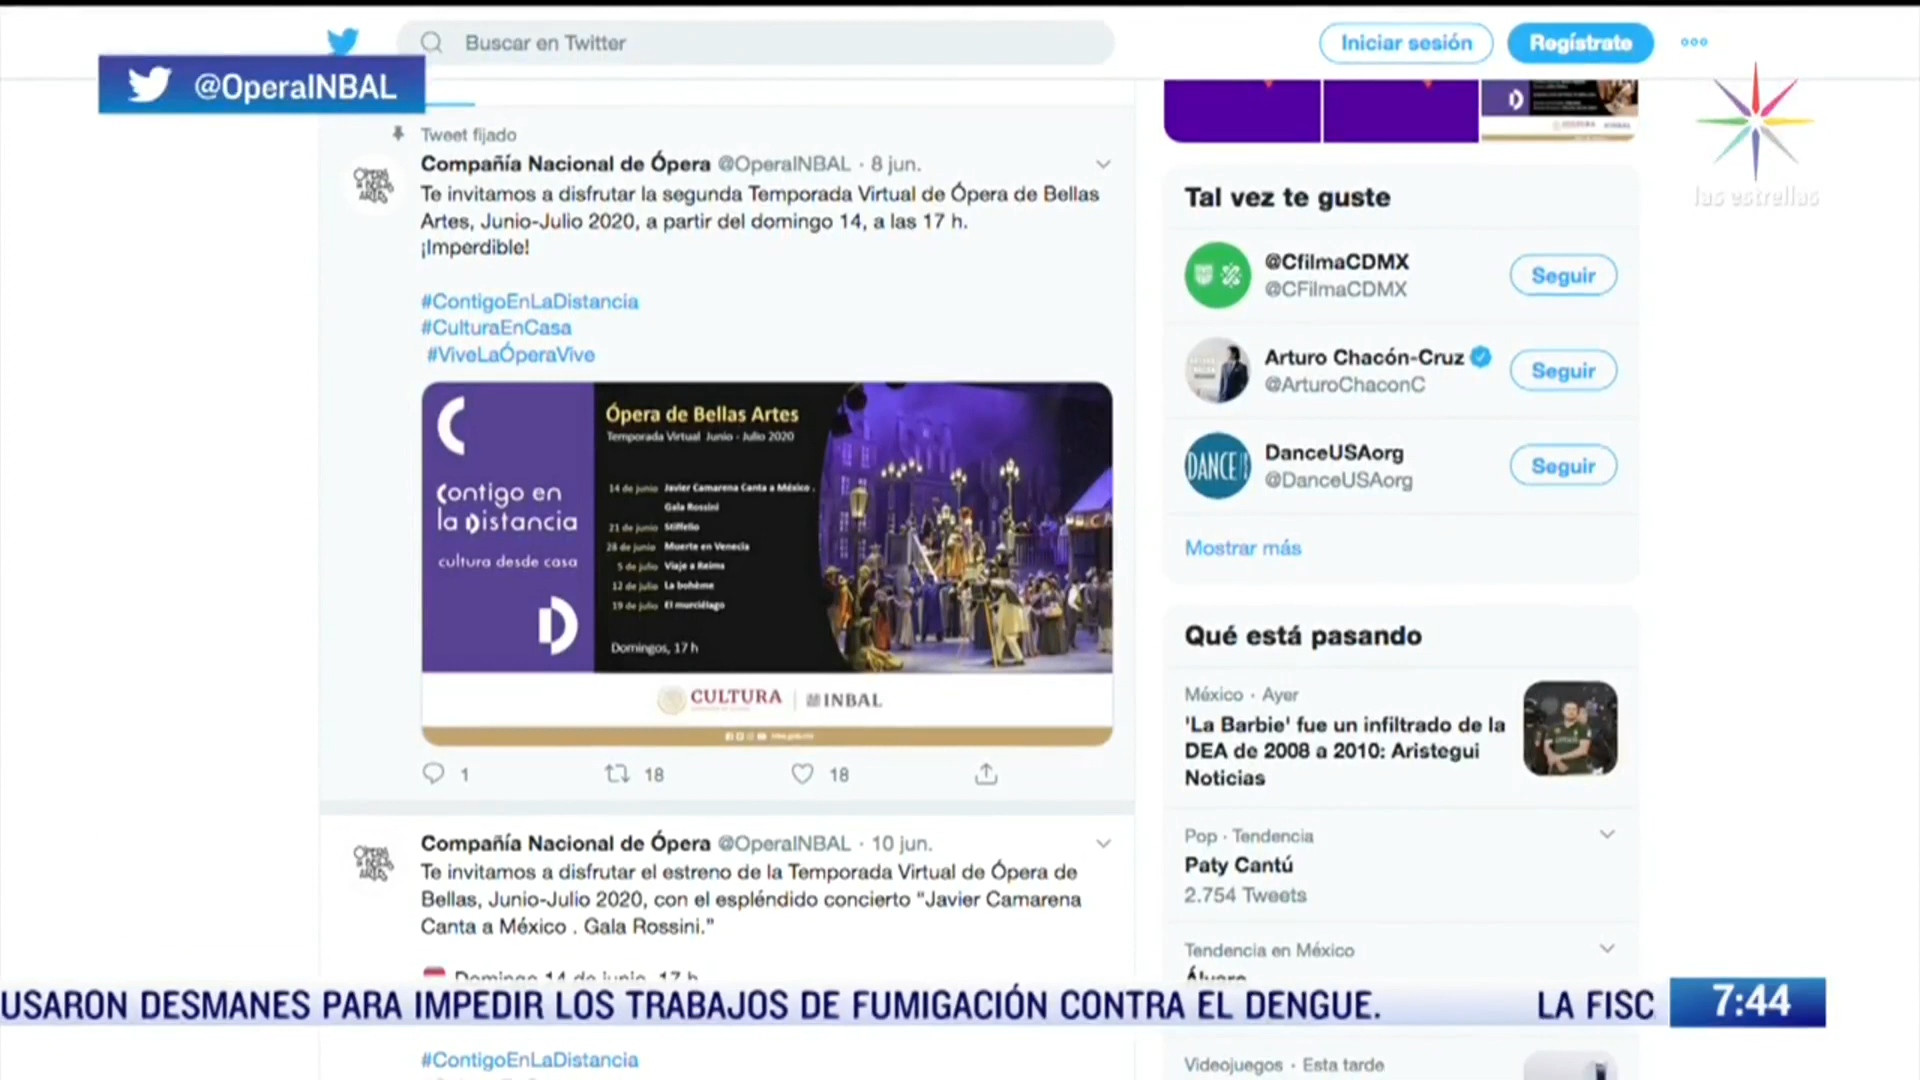 Buscar en Twitter
Iniciar sesión
Regístrate
@OperaINBAL
las estrellas
Tweet fijado
Compañía Nacional de Ópera @OperaINBAL · 8 jun.
Te invitamos a disfrutar la segunda Temporada Virtual de Ópera de Bellas
Artes, Junio-Julio 2020, a partir del domingo 14, a las 17 h.
¡Imperdible!
#ContigoEnLaDistancia
#CulturaEnCasa
#ViveLaÓperaVive
Contigo en
la Distancia
cultura desde casa
Ópera de Bellas Artes
Temporada Virtual Junio - Julio 2020
14 de junio Javier Camarena Canta a México .
Gala Rossini
21 de junio Stiffelio
28 de junio Muerte en Venecia
5 de julio Viaje a Reims
12 de julio La bohème
19 de julio El murciélago
Domingos, 17 h
CULTURA
INBAL
1
18
18
Compañía Nacional de Ópera @OperaINBAL · 10 jun.
Te invitamos a disfrutar el estreno de la Temporada Virtual de Ópera de
Bellas, Junio-Julio 2020, con el espléndido concierto "Javier Camarena
Canta a México . Gala Rossini."
Domingo 14 de junio, 17 h
#ContigoEnLaDistancia
Tal vez te guste
@CfilmaCDMX
@CFilmaCDMX
Seguir
Arturo Chacón-Cruz
@ArturoChaconC
Seguir
DANCE
DanceUSAorg
@DanceUSAorg
Seguir
Mostrar más
Qué está pasando
México · Ayer
'La Barbie' fue un infiltrado de la
DEA de 2008 a 2010: Aristegui
Noticias
Pop · Tendencia
Paty Cantú
2.754 Tweets
Tendencia en México
Álvaro
Videojuegos · Esta tarde
USARON DESMANES PARA IMPEDIR LOS TRABAJOS DE FUMIGACIÓN CONTRA EL DENGUE.
LA FISC
7:44